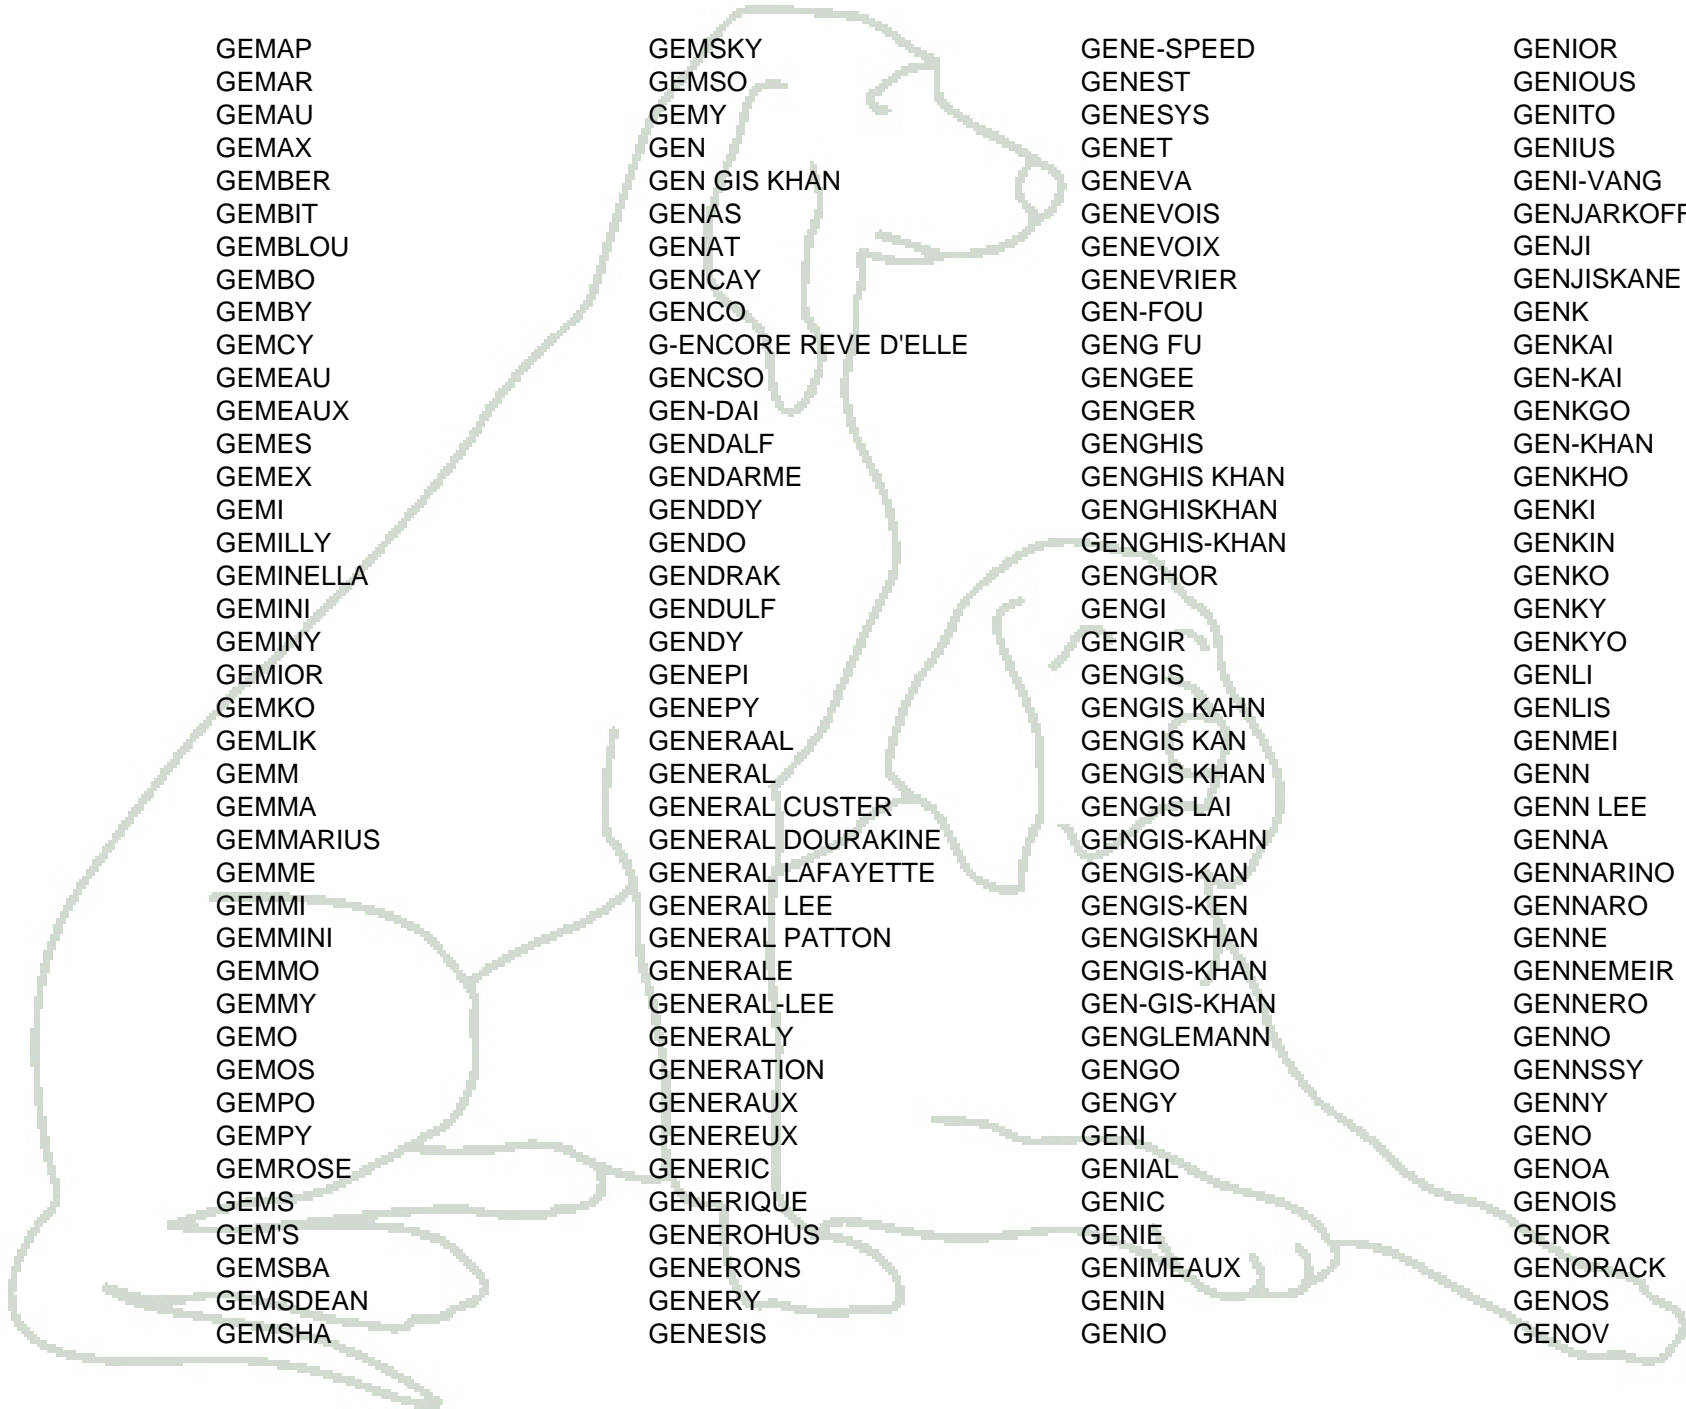 GEMAP
GEMAR
GEMAU
GEMAX
GEMBER
GEMBIT
GEMBLOU
GEMBO
GEMBY
GEMCY
GEMEAU
GEMEAUX
GEMES
GEMEX
GEMI
GEMILLY
GEMINELLA
GEMINI
GEMINY
GEMIOR
GEMKO
GEMLIK
GEMM
GEMMA
GEMMARIUS
GEMME
GEMMI
GEMMINI
GEMMO
GEMMY
GEMO
GEMOS
GEMPO
GEMPY
GEMROSE
GEMS
GEM'S
GEMSBA
GEMSDEAN
GEMSHA
GEMSKY
GEMSO
GEMY
GEN
GEN GIS KHAN
GENAS
GENAT
GENCAY
GENCO
G-ENCORE REVE D'ELLE
GENCSO
GEN-DAI
GENDALF
GENDARME
GENDDY
GENDO
GENDRAK
GENDULF
GENDY
GENEPI
GENEPY
GENERAAL
GENERAL
GENERAL CUSTER
GENERAL DOURAKINE
GENERAL LAFAYETTE
GENERAL LEE
GENERAL PATTON
GENERALE
GENERAL-LEE
GENERALY
GENERATION
GENERAUX
GENEREUX
GENERIC
GENERIQUE
GENEROHUS
GENERONS
GENERY
GENESIS
GENE-SPEED
GENEST
GENESYS
GENET
GENEVA
GENEVOIS
GENEVOIX
GENEVRIER
GEN-FOU
GENG FU
GENGEE
GENGER
GENGHIS
GENGHIS KHAN
GENGHISKHAN
GENGHIS-KHAN
GENGHOR
GENGI
GENGIR
GENGIS
GENGIS KAHN
GENGIS KAN
GENGIS KHAN
GENGIS LAI
GENGIS-KAHN
GENGIS-KAN
GENGIS-KEN
GENGISKHAN
GENGIS-KHAN
GEN-GIS-KHAN
GENGLEMANN
GENGO
GENGY
GENI
GENIAL
GENIC
GENIE
GENIMEAUX
GENIN
GENIO
GENIOR
GENIOUS
GENITO
GENIUS
GENI-VANG
GENJARKOFF
GENJI
GENJISKANE
GENK
GENKAI
GEN-KAI
GENKGO
GEN-KHAN
GENKHO
GENKI
GENKIN
GENKO
GENKY
GENKYO
GENLI
GENLIS
GENMEI
GENN
GENN LEE
GENNA
GENNARINO
GENNARO
GENNE
GENNEMEIR
GENNERO
GENNO
GENNSSY
GENNY
GENO
GENOA
GENOIS
GENOR
GENORACK
GENOS
GENOV